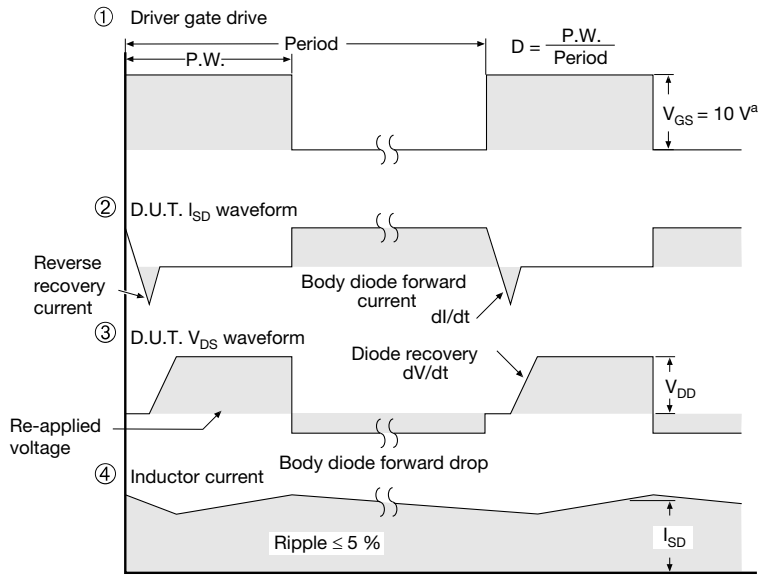 ① Driver gate drive
Period
P.W.
D = P.W. / Period
V_GS = 10 V^a
② D.U.T. I_SD waveform
Reverse
recovery
current
Body diode forward
current
dI/dt
③ D.U.T. V_DS waveform
Diode recovery
dV/dt
V_DD
Re-applied
voltage
Body diode forward drop
④ Inductor current
Ripple ≤ 5 %
I_SD